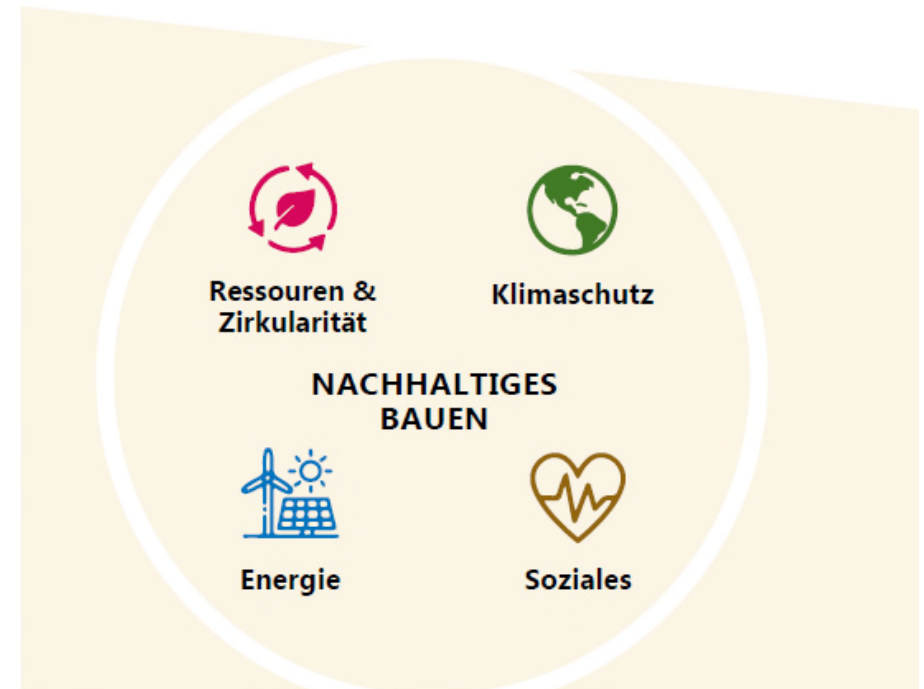 Ressouren &
Zirkularität
Klimaschutz
NACHHALTIGES
BAUEN
Energie
Soziales